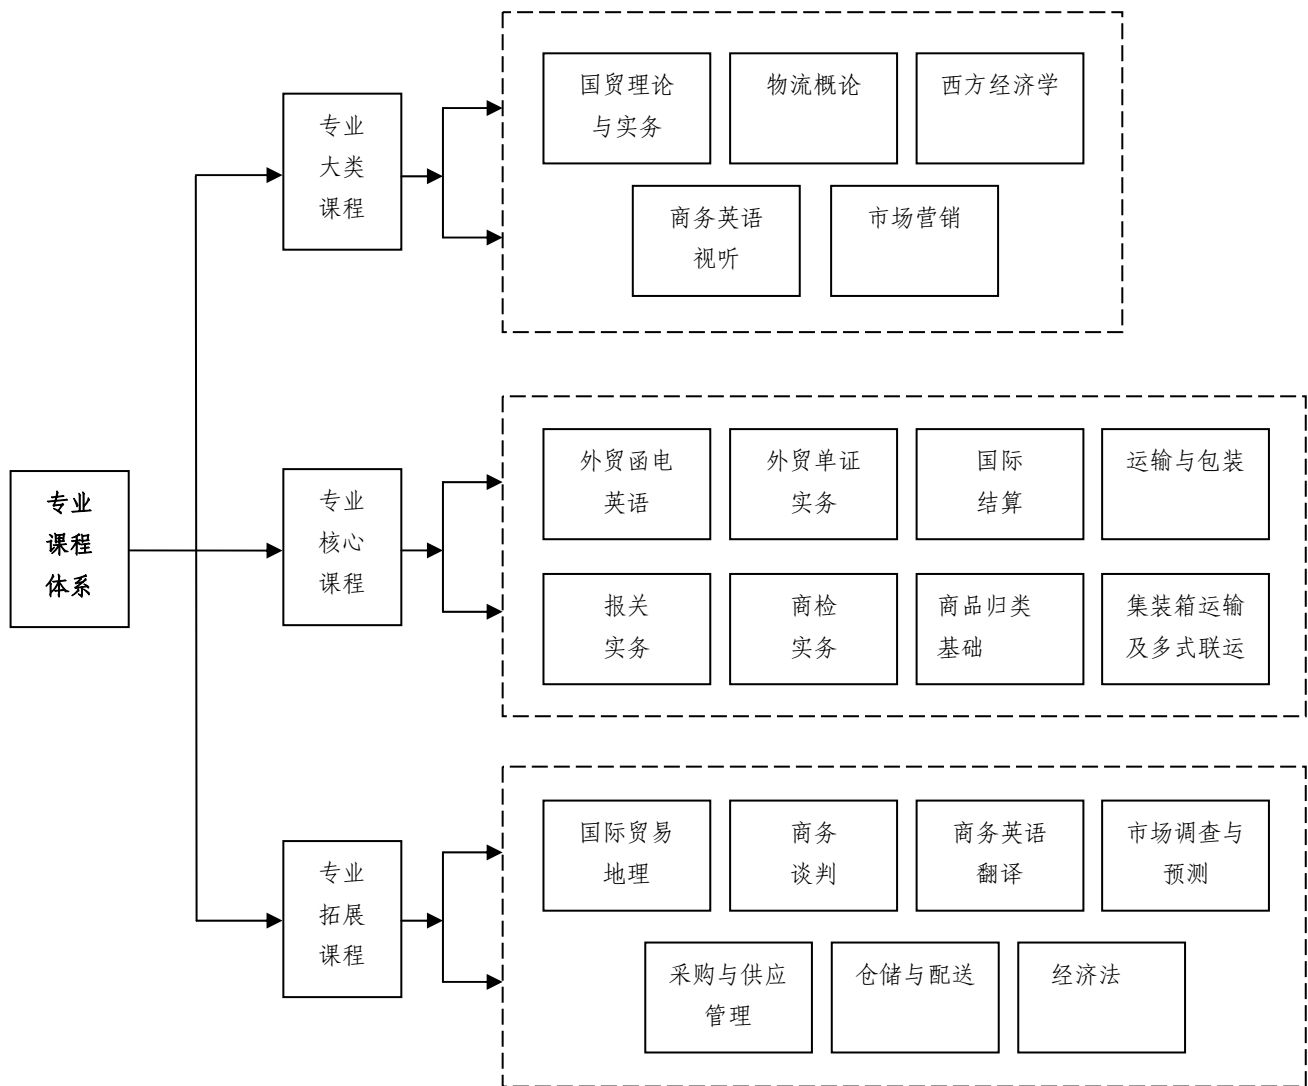 专业
课程
体系
专业
大类
课程
国贸理论
与实务
物流概论
西方经济学
商务英语
视听
市场营销
专业
核心
课程
外贸函电
英语
外贸单证
实务
国际
结算
运输与包装
报关
实务
商检
实务
商品归类
基础
集装箱运输
及多式联运
专业
拓展
课程
国际贸易
地理
商务
谈判
商务英语
翻译
市场调查与
预测
采购与供应
管理
仓储与配送
经济法